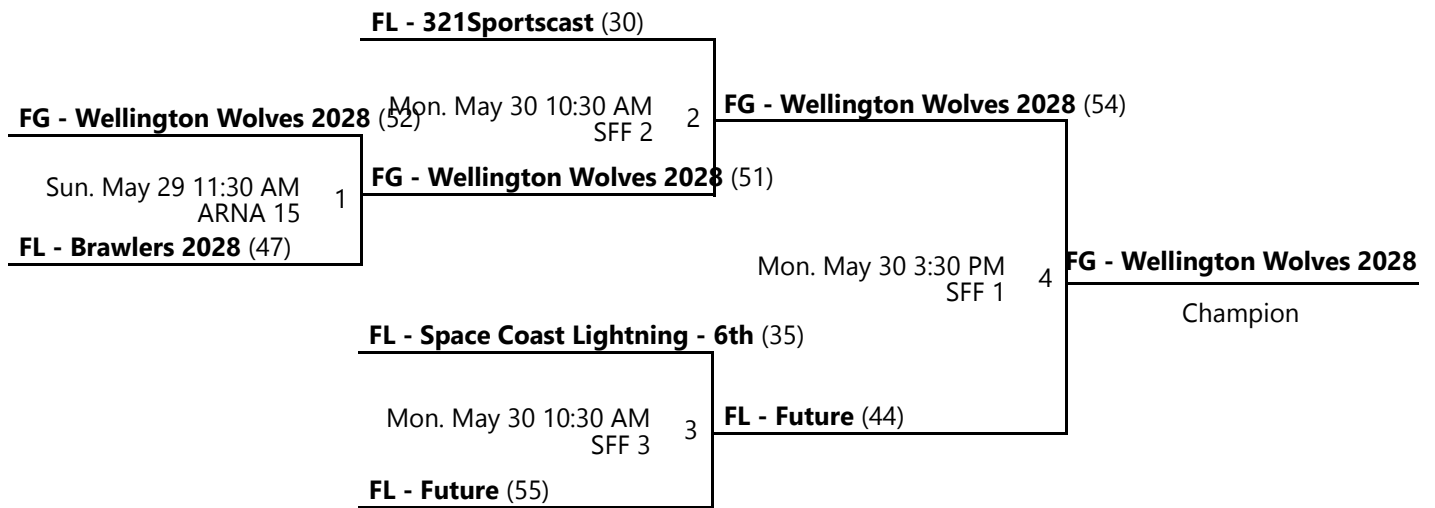 FL - 321Sportscast (30)
Mon. May 30 10:30 AM
SFF 2
2
FG - Wellington Wolves 2028 (54)
FG - Wellington Wolves 2028 (52)
Sun. May 29 11:30 AM
ARNA 15
1
FG - Wellington Wolves 2028 (51)
FL - Brawlers 2028 (47)
Mon. May 30 3:30 PM
SFF 1
4
FG - Wellington Wolves 2028
Champion
FL - Space Coast Lightning - 6th (35)
Mon. May 30 10:30 AM
SFF 3
3
FL - Future (44)
FL - Future (55)